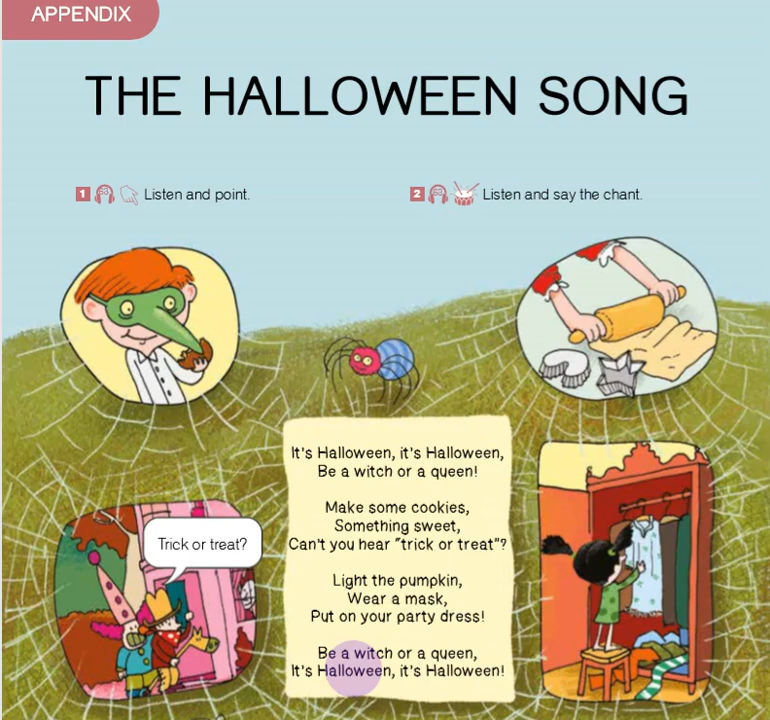 APPENDIX
THE HALLOWEEN SONG
1 Listen and point.
2 Listen and say the chant.
It's Halloween, it's Halloween,
Be a witch or a queen!
Make some cookies,
Something sweet,
Can't you hear "trick or treat"?
Light the pumpkin,
Wear a mask,
Put on your party dress!
Be a witch or a queen,
It's Halloween, it's Halloween!
Trick or treat?